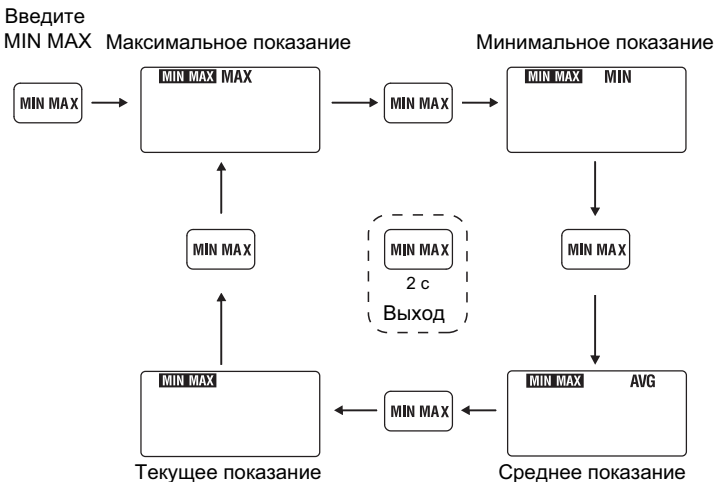 Введите
MIN MAX
Максимальное показание
Минимальное показание
MIN MAX
MIN MAX MAX
MIN MAX
MIN MAX MIN
MIN MAX
MIN MAX
2 с
Выход
MIN MAX
MIN MAX
MIN MAX
MIN MAX AVG
Текущее показание
Среднее показание